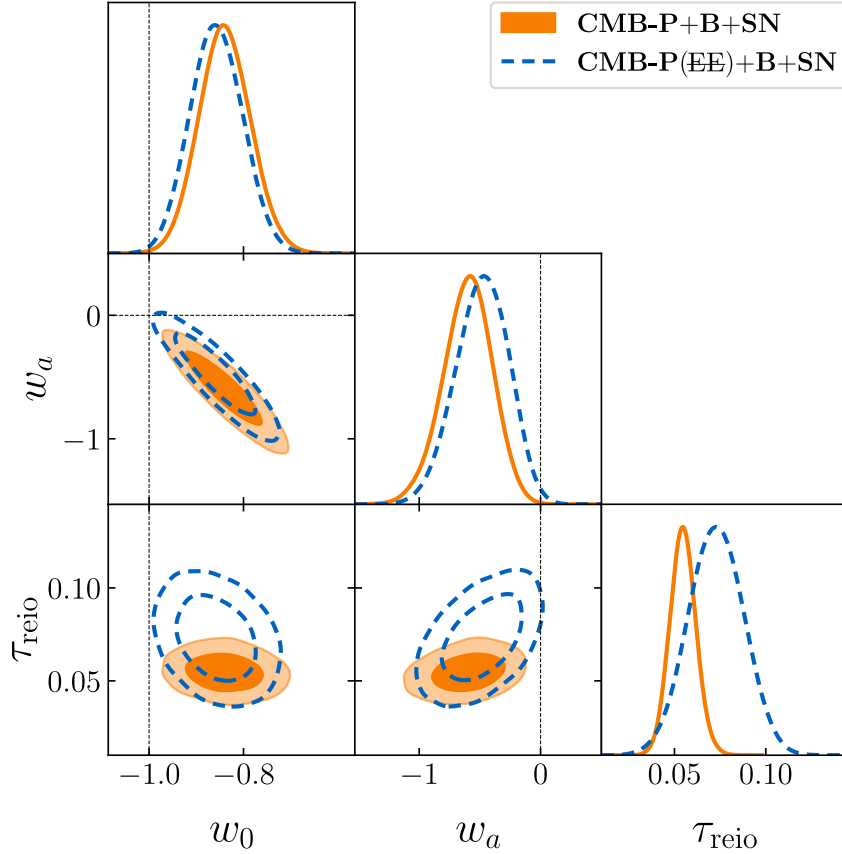 CMB-P+B+SN
CMB-P(E̶E̶)+B+SN
w_a
0
−1
τ_reio
0.10
0.05
−1.0 −0.8 −1 0 0.05 0.10
w_0 w_a τ_reio